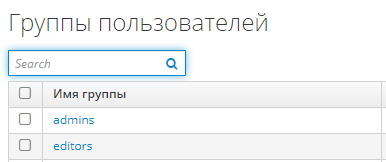 Группы пользователей
Search
Имя группы
admins
editors